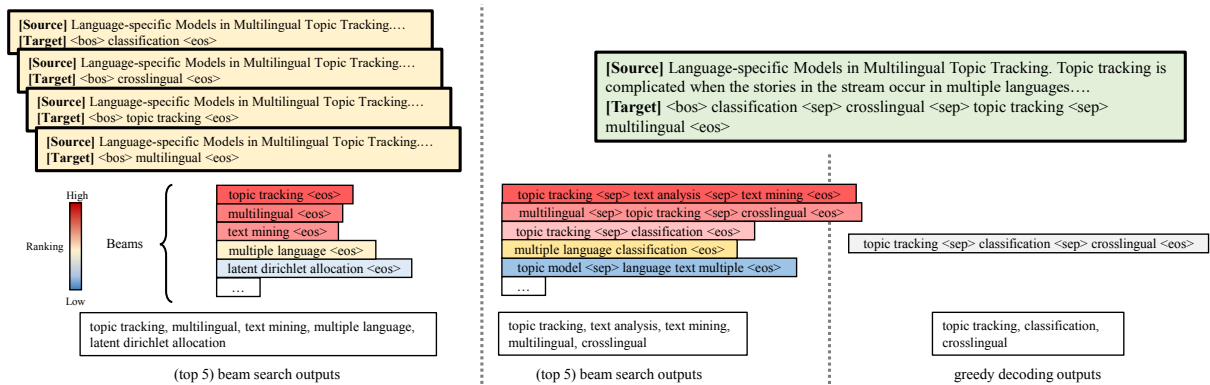 [Source] Language-specific Models in Multilingual Topic Tracking.…
[Target] <bos> classification <eos>
[Source] Language-specific Models in Multilingual Topic Tracking.…
[Target] <bos> crosslingual <eos>
[Source] Language-specific Models in Multilingual Topic Tracking.…
[Target] <bos> topic tracking <eos>
[Source] Language-specific Models in Multilingual Topic Tracking.…
[Target] <bos> multilingual <eos>
High
Ranking
Low
Beams
topic tracking <eos>
multilingual <eos>
text mining <eos>
multiple language <eos>
latent dirichlet allocation <eos>
…
topic tracking, multilingual, text mining, multiple language,
latent dirichlet allocation
(top 5) beam search outputs
[Source] Language-specific Models in Multilingual Topic Tracking. Topic tracking is
complicated when the stories in the stream occur in multiple languages….
[Target] <bos> classification <sep> crosslingual <sep> topic tracking <sep>
multilingual <eos>
topic tracking <sep> text analysis <sep> text mining <eos>
multilingual <sep> topic tracking <sep> crosslingual <eos>
topic tracking <sep> classification <eos>
multiple language classification <eos>
topic model <sep> language text multiple <eos>
…
topic tracking, text analysis, text mining,
multilingual, crosslingual
(top 5) beam search outputs
topic tracking <sep> classification <sep> crosslingual <eos>
topic tracking, classification,
crosslingual
greedy decoding outputs